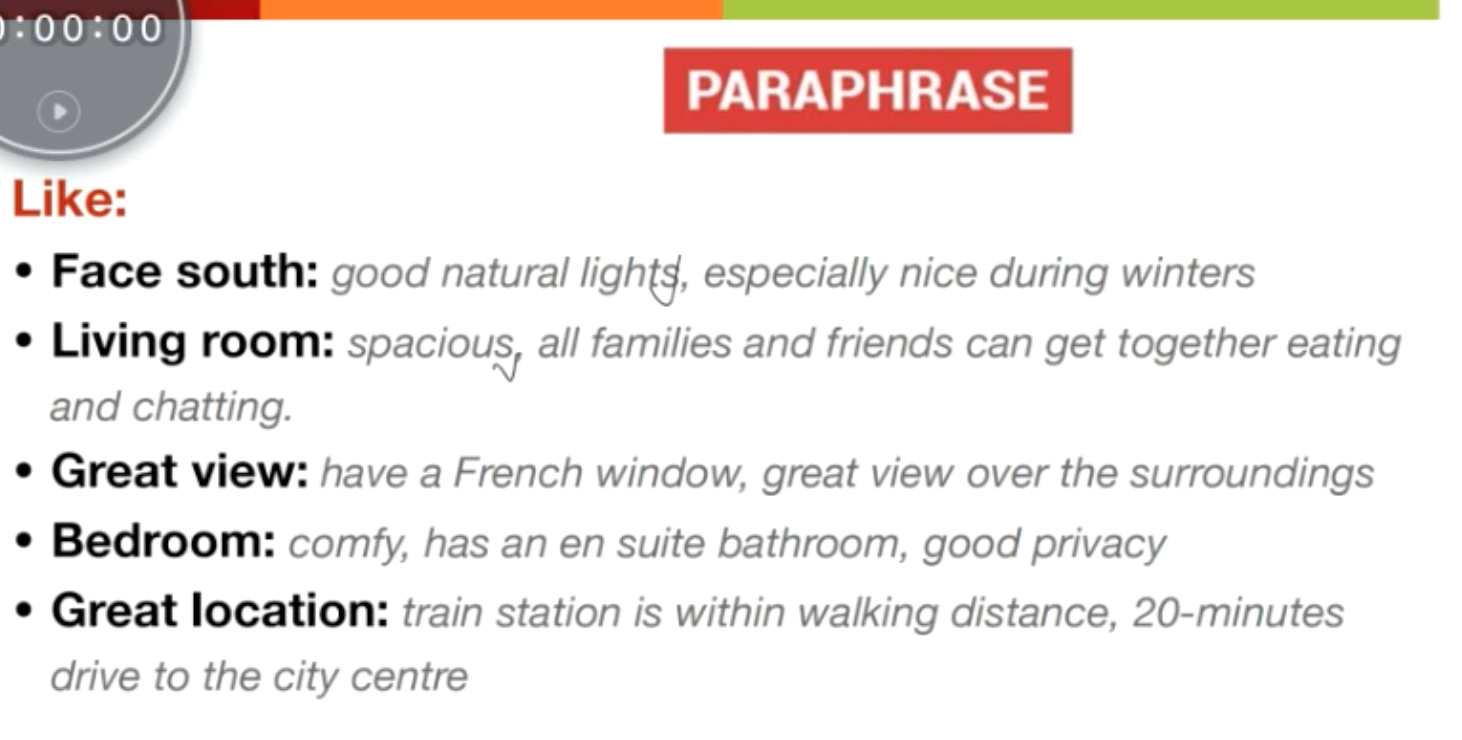 :00:00
PARAPHRASE
Like:
• Face south: good natural lights, especially nice during winters
• Living room: spacious, all families and friends can get together eating
and chatting.
• Great view: have a French window, great view over the surroundings
• Bedroom: comfy, has an en suite bathroom, good privacy
• Great location: train station is within walking distance, 20-minutes
drive to the city centre